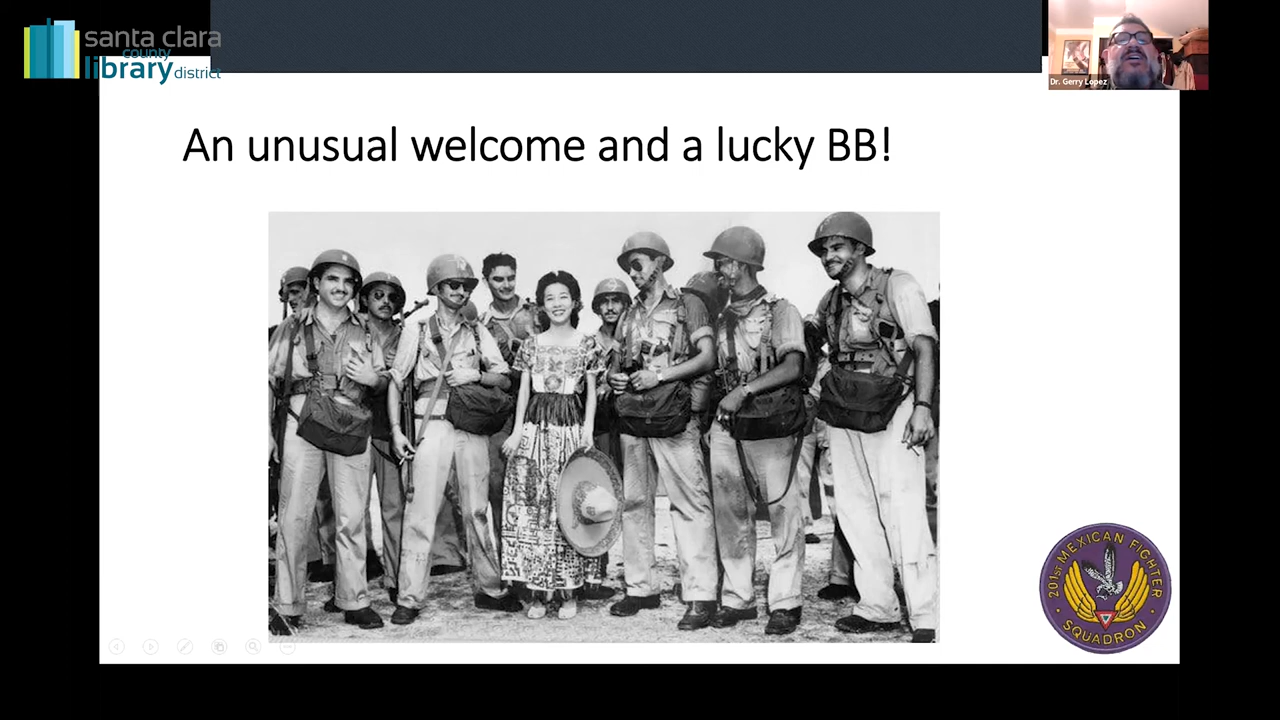 santa clara
county
library district
Dr. Gerry Lopez
An unusual welcome and a lucky BB!
201ST MEXICAN FIGHTER
SQUADRON